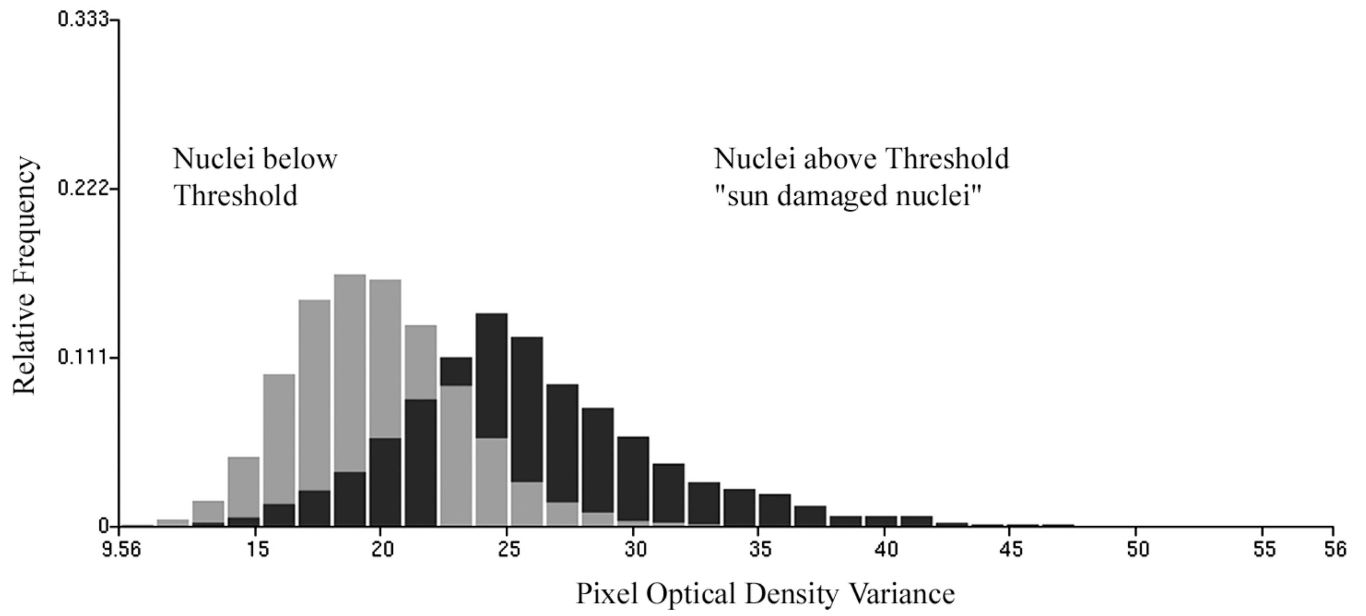 0.333
Nuclei below
Threshold
Nuclei above Threshold
"sun damaged nuclei"
0.222
Relative Frequency
0.111
0
9.56 15 20 25 30 35 40 45 50 55 56
Pixel Optical Density Variance